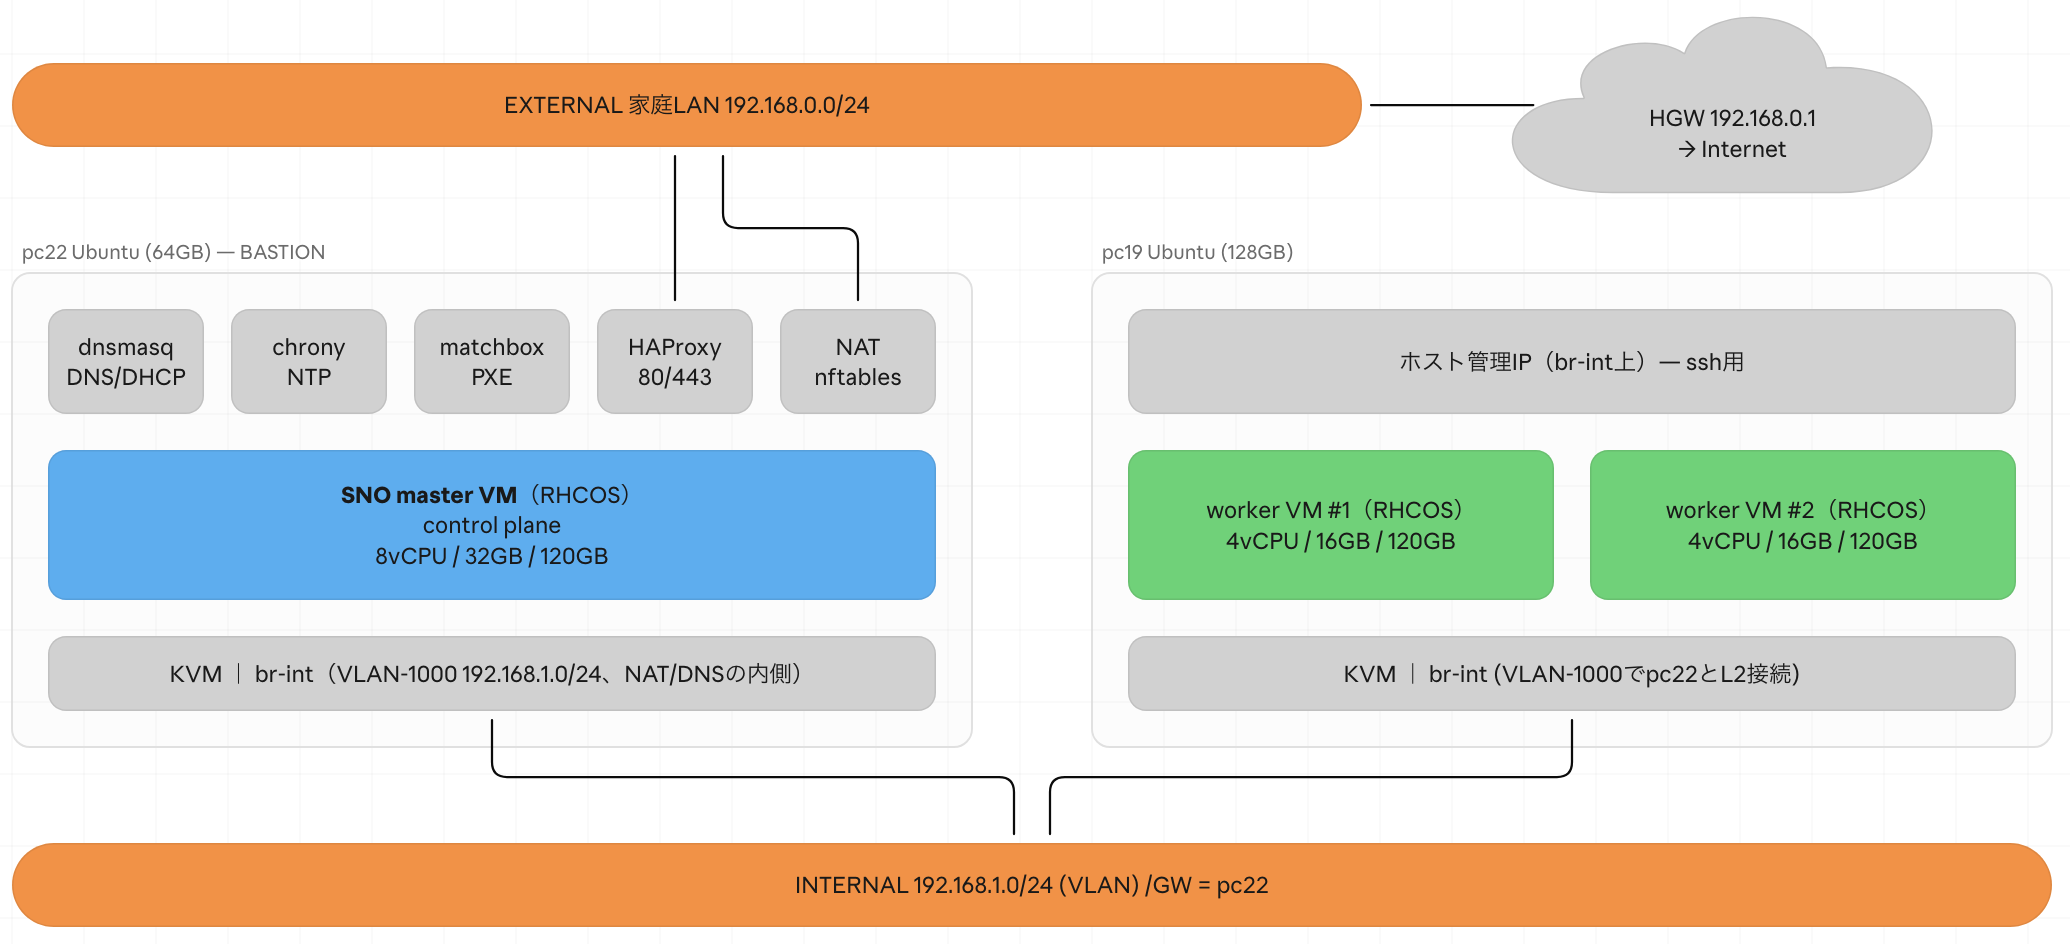 EXTERNAL 家庭LAN 192.168.0.0/24
HGW 192.168.0.1
→ Internet
pc22 Ubuntu (64GB) — BASTION
dnsmasq
DNS/DHCP
chrony
NTP
matchbox
PXE
HAProxy
80/443
NAT
nftables
SNO master VM（RHCOS）
control plane
8vCPU / 32GB / 120GB
KVM ｜ br-int（VLAN-1000 192.168.1.0/24、NAT/DNSの内側）
pc19 Ubuntu (128GB)
ホスト管理IP（br-int上）— ssh用
worker VM #1（RHCOS）
4vCPU / 16GB / 120GB
worker VM #2（RHCOS）
4vCPU / 16GB / 120GB
KVM ｜ br-int (VLAN-1000でpc22とL2接続)
INTERNAL 192.168.1.0/24 (VLAN) /GW = pc22